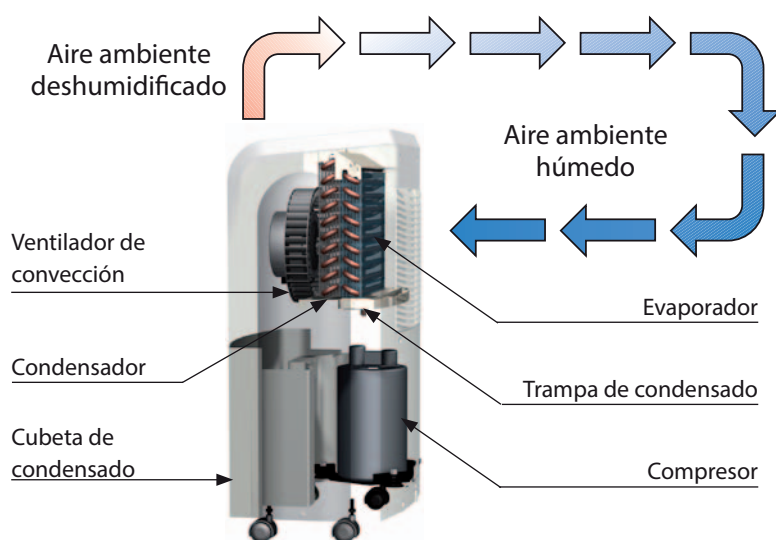 Aire ambiente
deshumidificado
Aire ambiente
húmedo
Ventilador de
convección
Condensador
Cubeta de
condensado
Evaporador
Trampa de condensado
Compresor